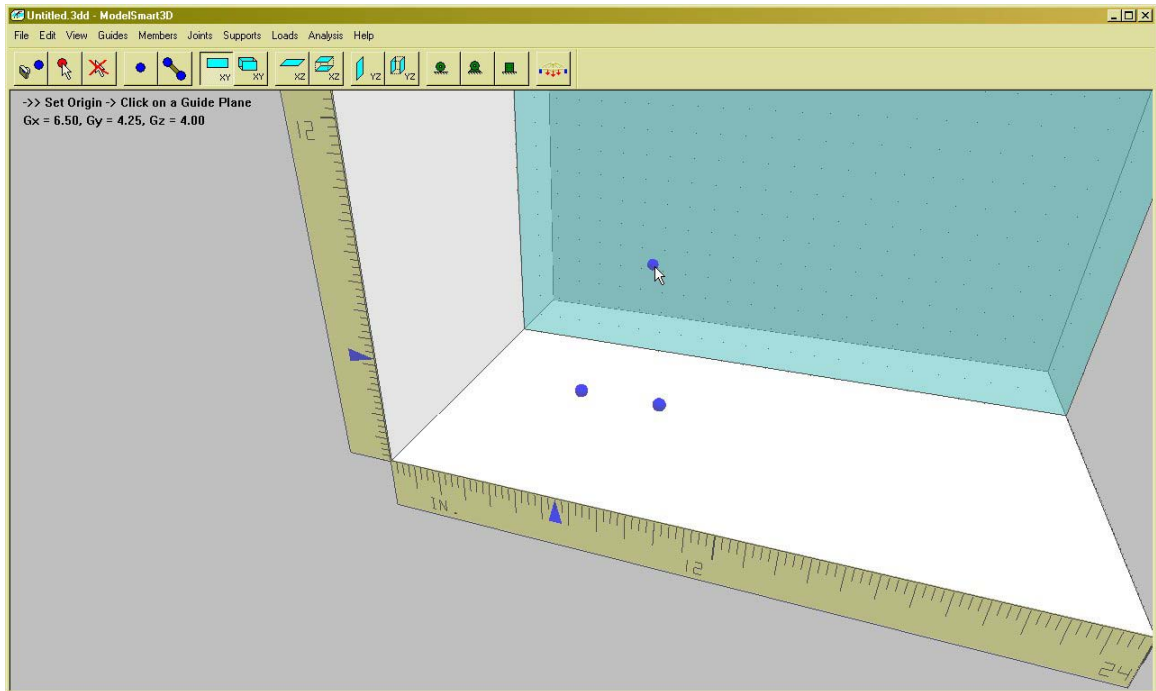 Untitled.3dd - ModelSmart3D
File Edit View Guides Members Joints Supports Loads Analysis Help
XY XY XZ XZ YZ YZ
->> Set Origin -> Click on a Guide Plane
Gx = 6.50, Gy = 4.25, Gz = 4.00
12
IN.
12
24